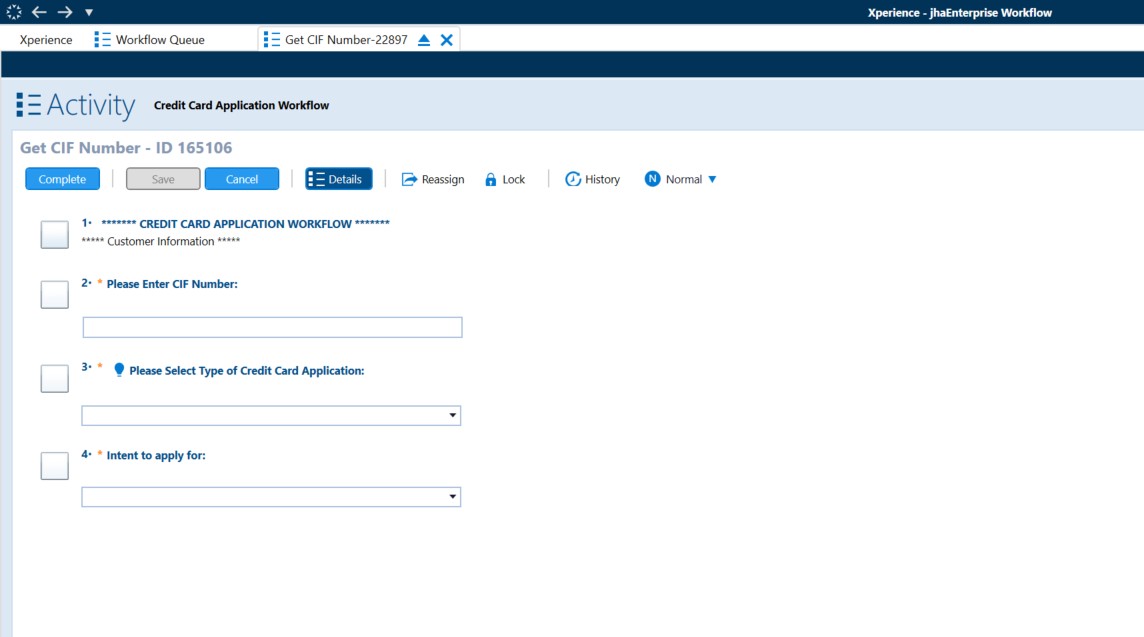 Xperience - jhaEnterprise Workflow
Xperience Workflow Queue Get CIF Number-22897
Activity Credit Card Application Workflow
Get CIF Number - ID 165106
Complete Save Cancel Details Reassign Lock History N Normal
1. ******* CREDIT CARD APPLICATION WORKFLOW *******
***** Customer Information *****
2. * Please Enter CIF Number:
3. * Please Select Type of Credit Card Application:
4. * Intent to apply for: